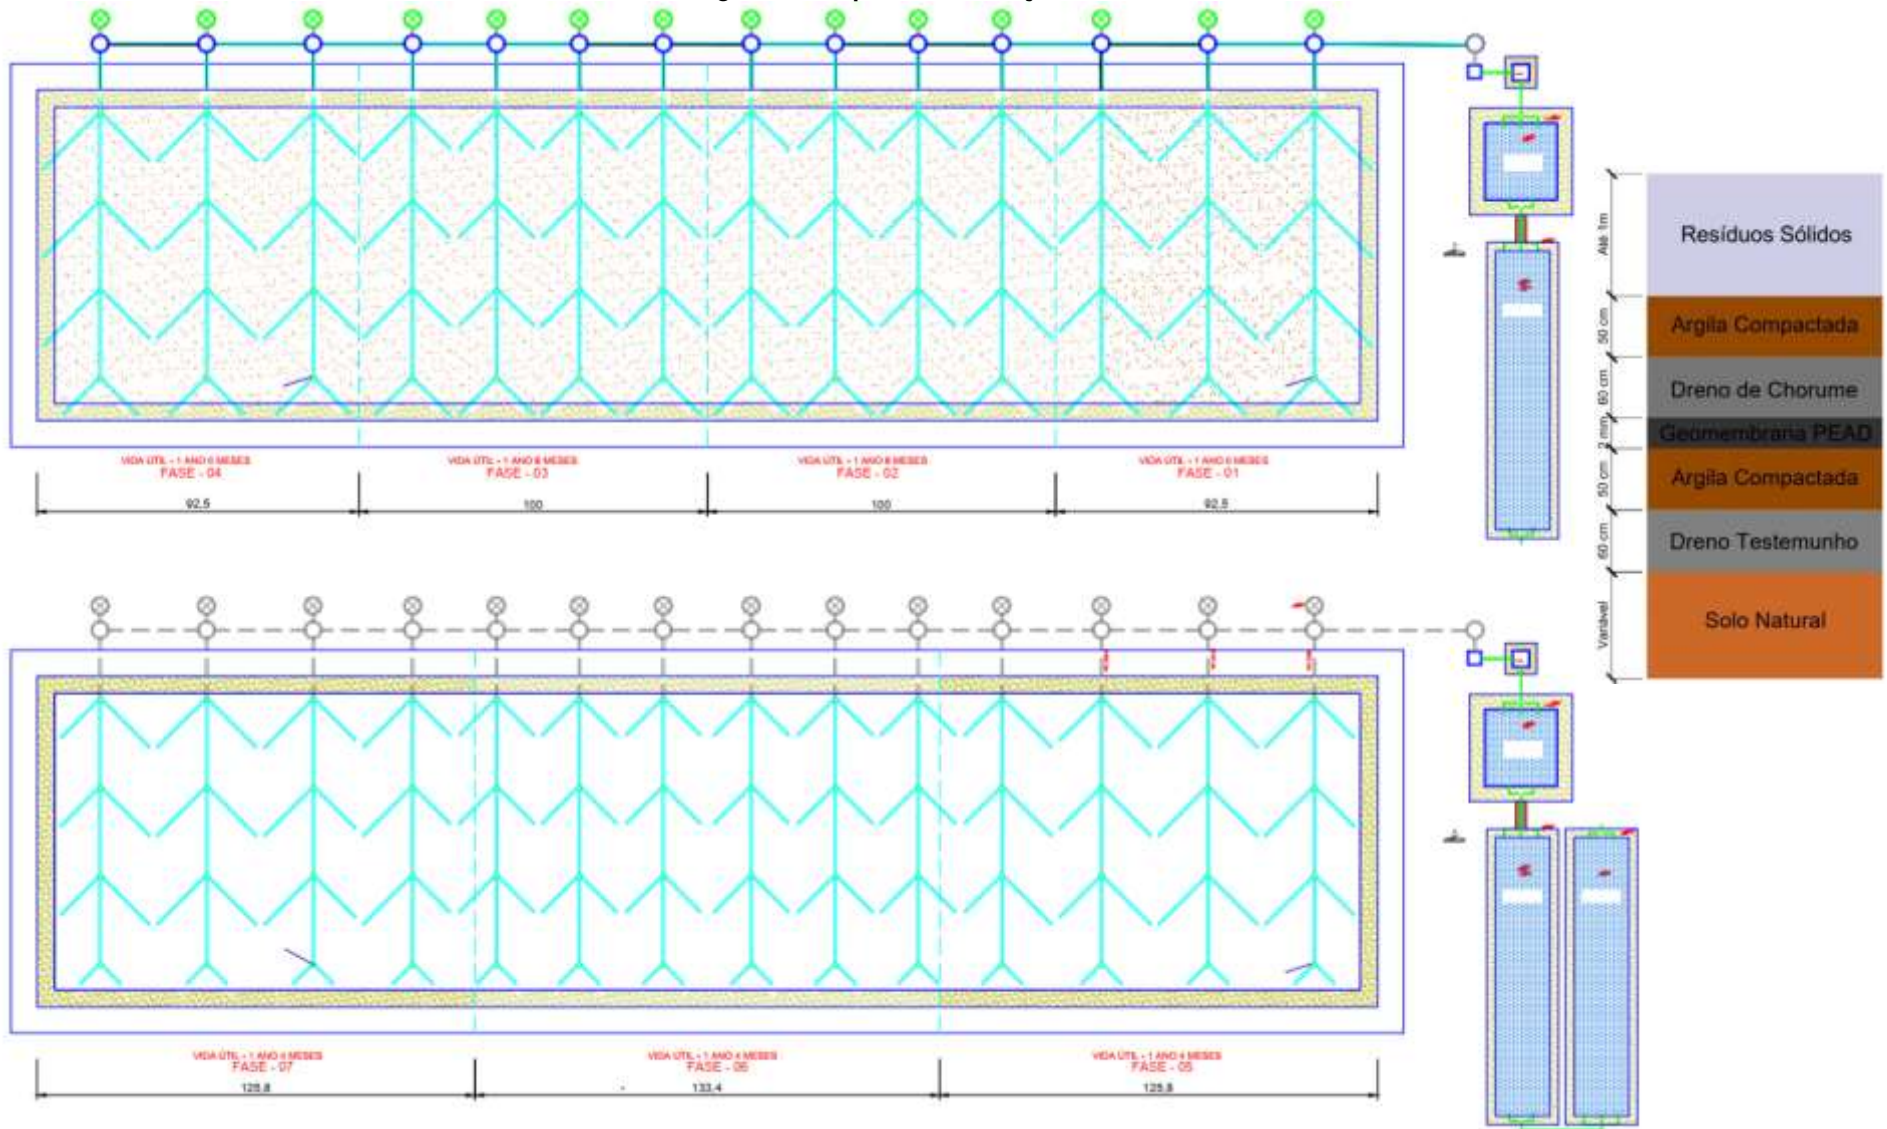 Até 1m
Resíduos Sólidos
50 cm
Argila Compactada
60 cm
Dreno de Chorume
2 mm
Geomembrana PEAD
50 cm
Argila Compactada
60 cm
Dreno Testemunho
Variável
Solo Natural
VIDA ÚTIL - 1 ANO 6 MESES
FASE - 04
VIDA ÚTIL - 1 ANO 8 MESES
FASE - 03
VIDA ÚTIL - 1 ANO 8 MESES
FASE - 02
VIDA ÚTIL - 1 ANO 6 MESES
FASE - 01
92,5
100
100
92,5
VIDA ÚTIL - 1 ANO 4 MESES
FASE - 07
VIDA ÚTIL - 1 ANO 4 MESES
FASE - 06
VIDA ÚTIL - 1 ANO 4 MESES
FASE - 05
125,8
133,4
125,8